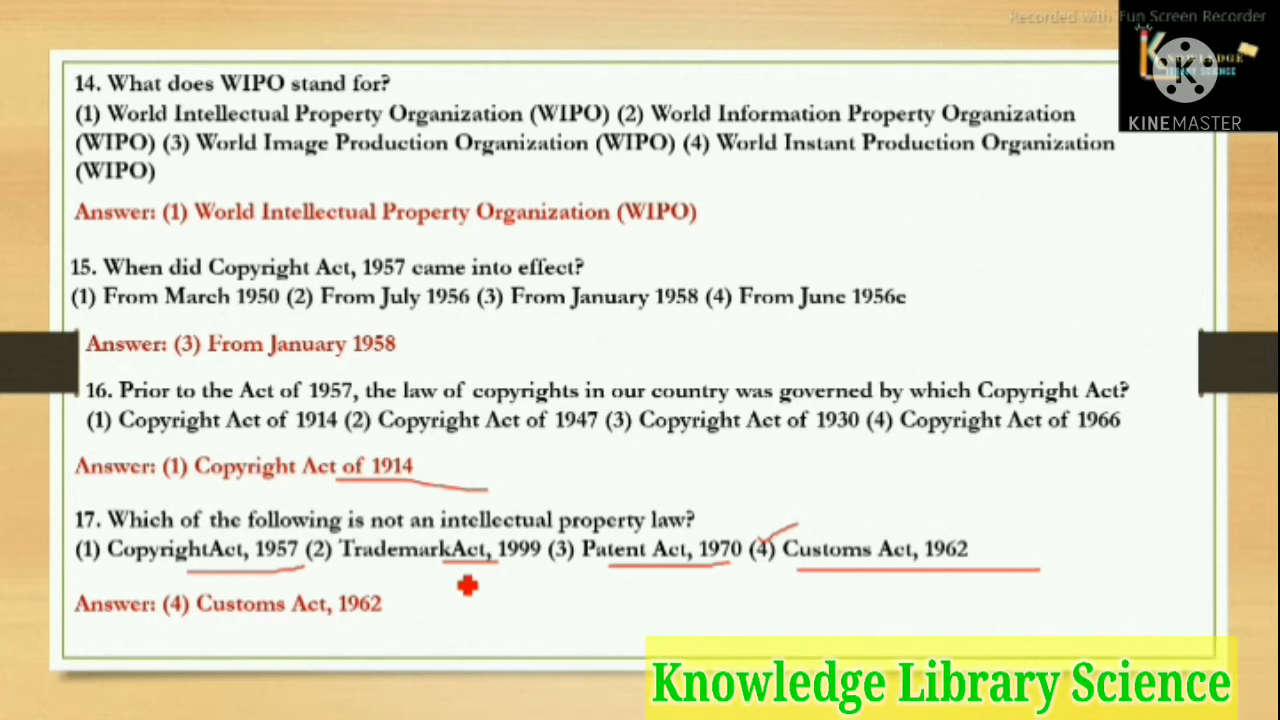 Recorded with Fun Screen Recorder
KNOWLEDGE
LIBRARY SCIENCE
KINEMASTER
14. What does WIPO stand for?
(1) World Intellectual Property Organization (WIPO) (2) World Information Property Organization
(WIPO) (3) World Image Production Organization (WIPO) (4) World Instant Production Organization
(WIPO)
Answer: (1) World Intellectual Property Organization (WIPO)
15. When did Copyright Act, 1957 came into effect?
(1) From March 1950 (2) From July 1956 (3) From January 1958 (4) From June 1956e
Answer: (3) From January 1958
16. Prior to the Act of 1957, the law of copyrights in our country was governed by which Copyright Act?
(1) Copyright Act of 1914 (2) Copyright Act of 1947 (3) Copyright Act of 1930 (4) Copyright Act of 1966
Answer: (1) Copyright Act of 1914
17. Which of the following is not an intellectual property law?
(1) CopyrightAct, 1957 (2) TrademarkAct, 1999 (3) Patent Act, 1970 (4) Customs Act, 1962
Answer: (4) Customs Act, 1962
Knowledge Library Science